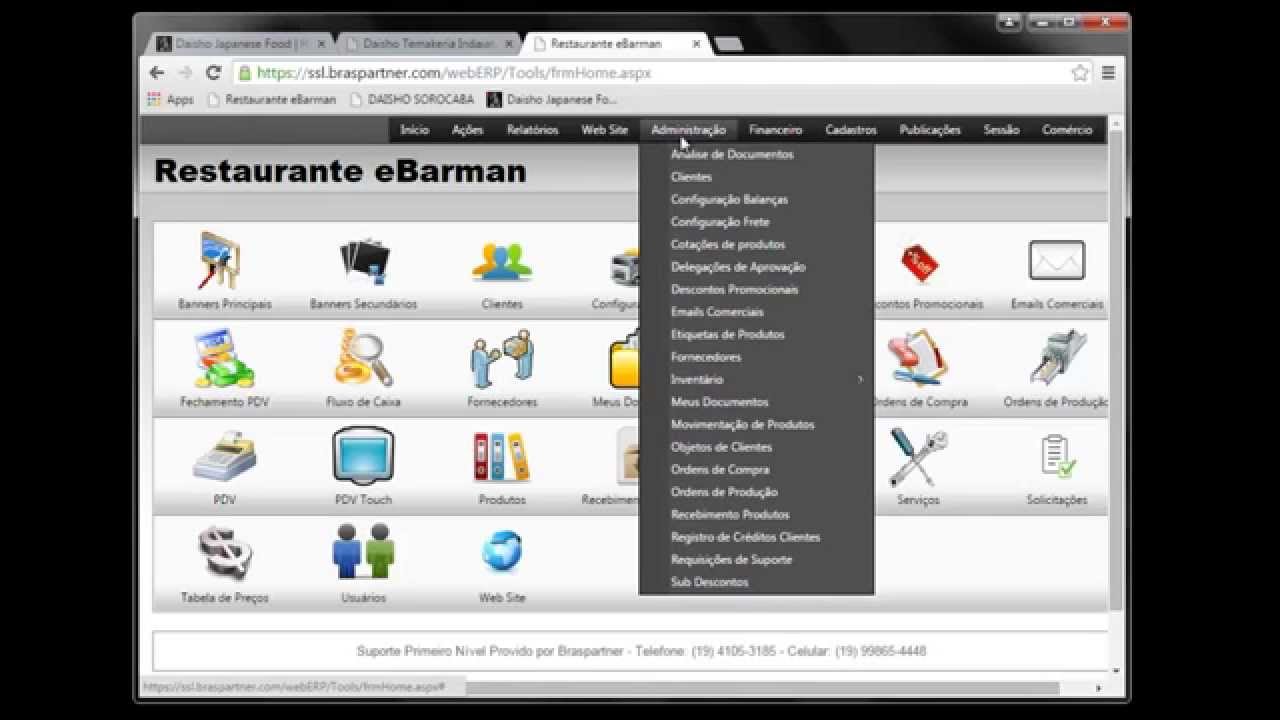 Daisho Japanese Food | H
Daisho Temakeria Indaiat
Restaurante eBarman
https://ssl.braspartner.com/webERP/Tools/frmHome.aspx
Apps Restaurante eBarman DAISHO SOROCABA Daisho Japanese Fo...
Início Ações Relatórios Web Site Administração Financeiro Cadastros Publicações Sessão Comércio
Restaurante eBarman
Análise de Documentos
Clientes
Configuração Balanças
Configuração Frete
Cotações de produtos
Delegações de Aprovação
Descontos Promocionais
Emails Comerciais
Etiquetas de Produtos
Fornecedores
Inventário
Meus Documentos
Movimentação de Produtos
Objetos de Clientes
Ordens de Compra
Ordens de Produção
Recebimento Produtos
Registro de Créditos Clientes
Requisições de Suporte
Sub Descontos
Banners Principais Banners Secundários Clientes Configura Sell contos Promocionais Emails Comerciais
Fechamento PDV Fluxo de Caixa Fornecedores Meus Do Ordens de Compra Ordens de Produção
PDV PDV Touch Produtos Recebimen Serviços Solicitações
Tabela de Preços Usuários Web Site
Suporte Primeiro Nível Provido por Braspartner - Telefone: (19) 4105-3185 - Celular: (19) 99865-4448
https://ssl.braspartner.com/webERP/Tools/frmHome.aspx#